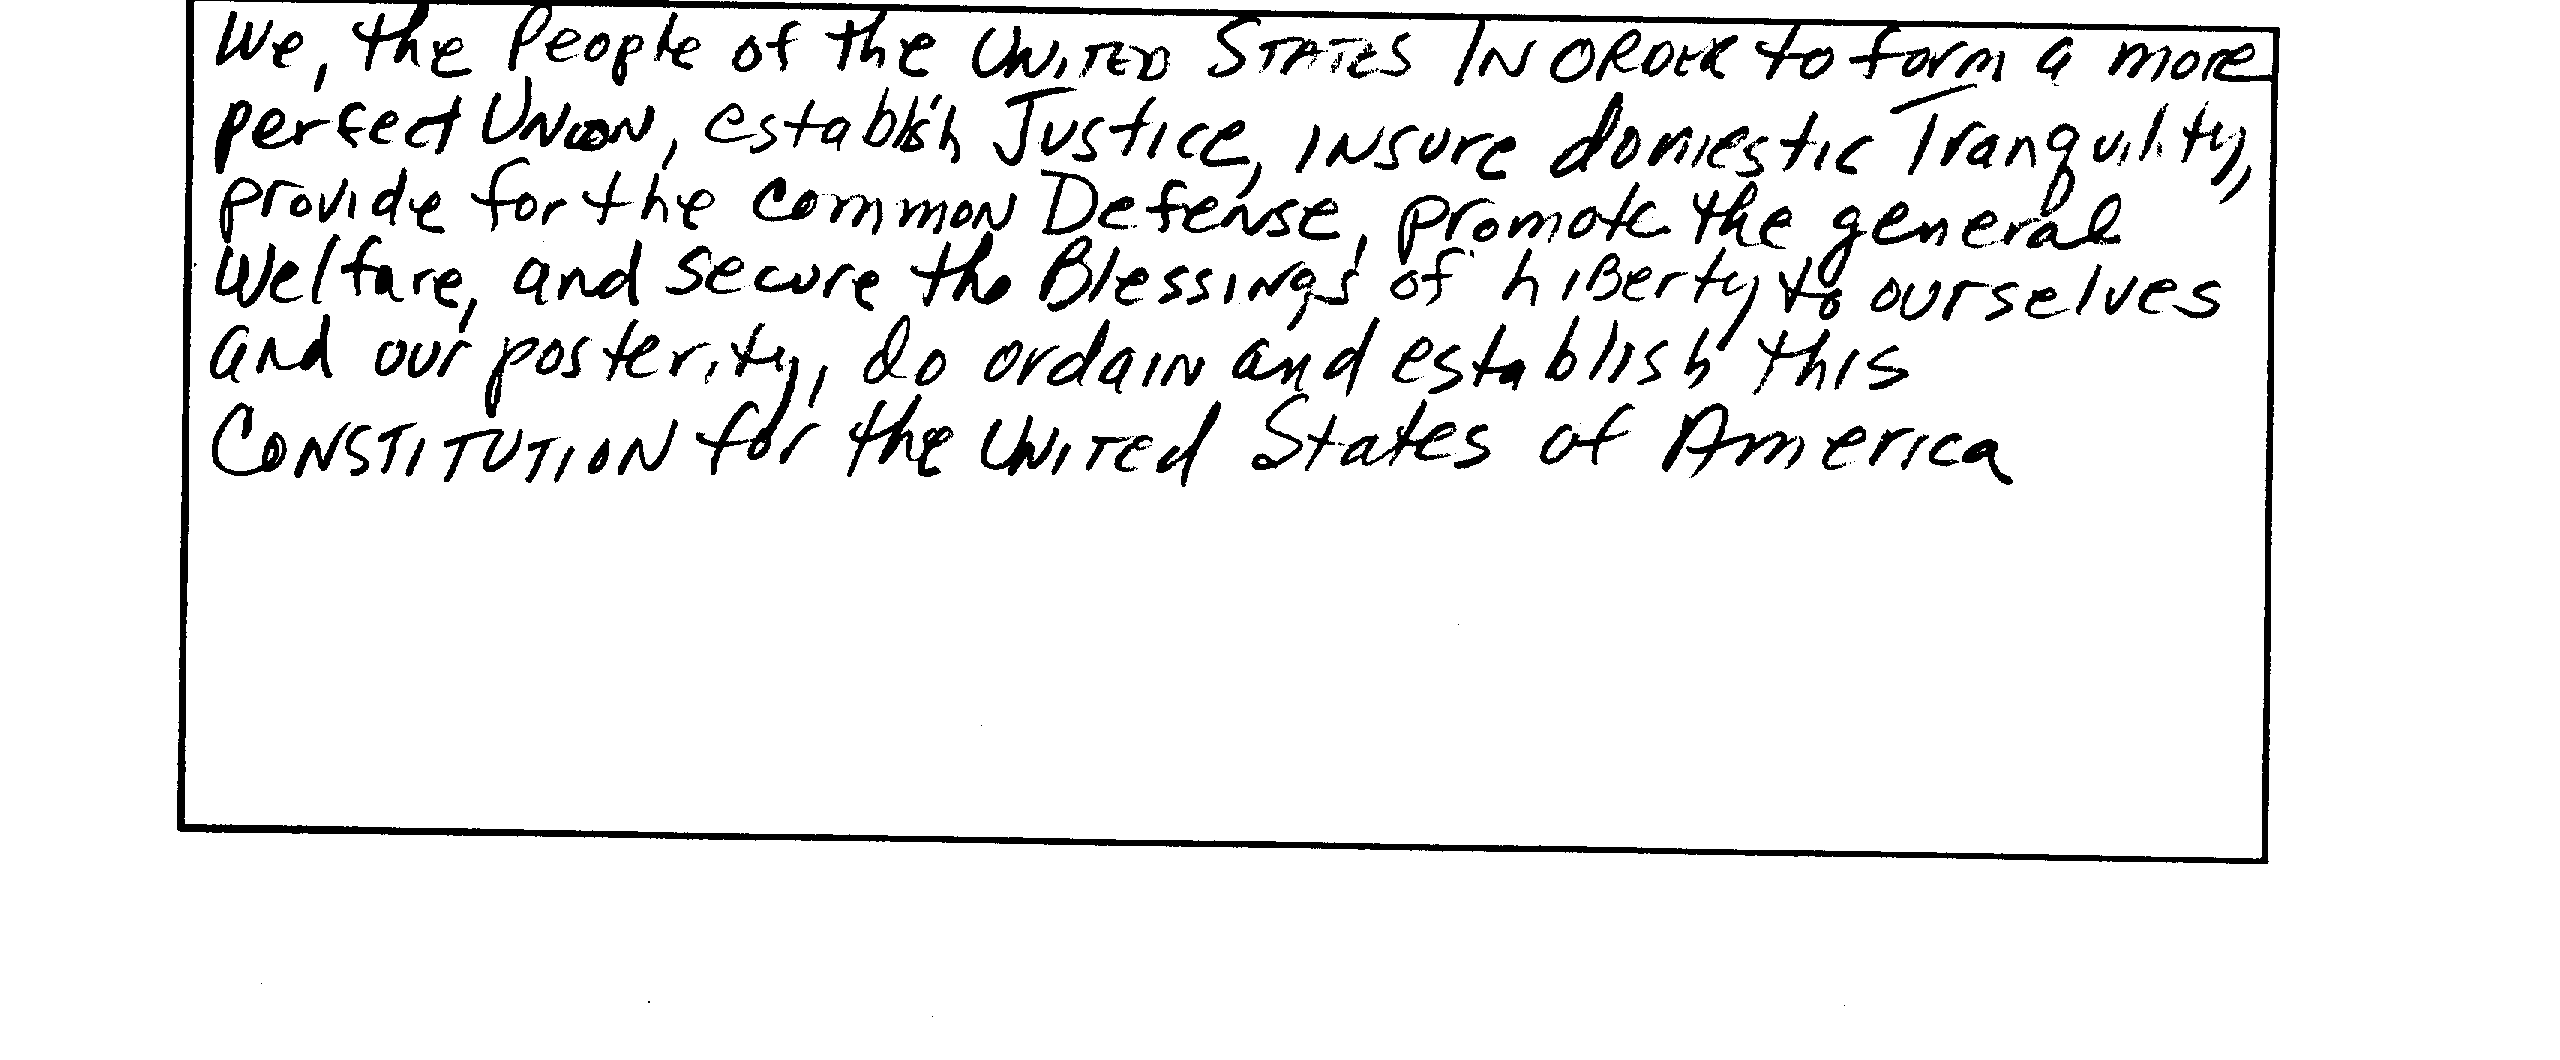 We, the People of the UNITED STATES IN ORDER to form a more
perfect UNION, establish Justice, INSURE domestic Tranquility,
provide for the common Defense, promote the general
Welfare, and secure the Blessings of LiBerty to ourselves
and our posterity, do ordain and establish this
CONSTITUTION for the United States of America